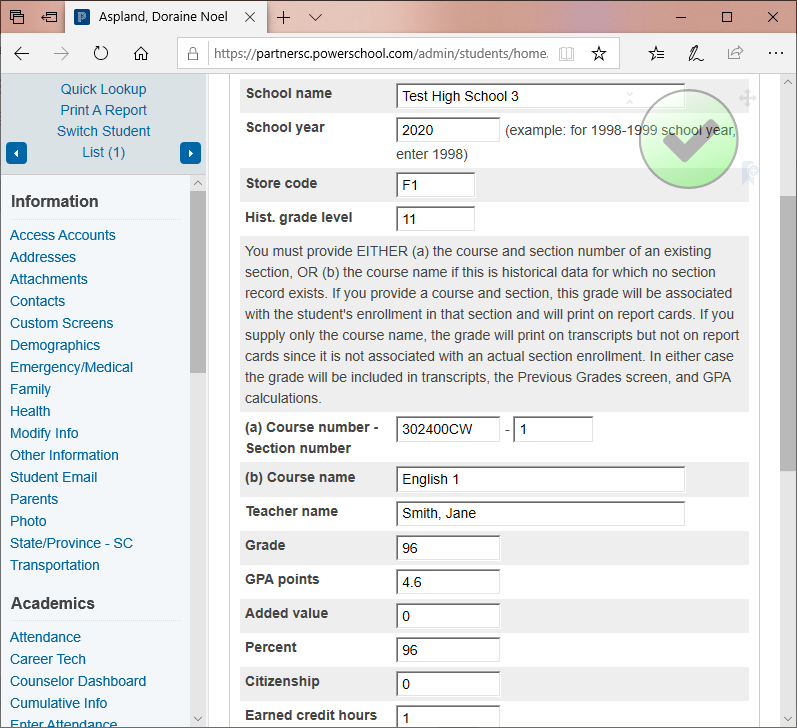 Aspland, Doraine Noel
https://partnersc.powerschool.com/admin/students/home.
Quick Lookup
Print A Report
Switch Student
List (1)
Information
Access Accounts
Addresses
Attachments
Contacts
Custom Screens
Demographics
Emergency/Medical
Family
Health
Modify Info
Other Information
Student Email
Parents
Photo
State/Province - SC
Transportation
Academics
Attendance
Career Tech
Counselor Dashboard
Cumulative Info
Enter Attendance
School name Test High School 3
School year 2020 (example: for 1998-1999 school year,
enter 1998)
Store code F1
Hist. grade level 11
You must provide EITHER (a) the course and section number of an existing
section, OR (b) the course name if this is historical data for which no section
record exists. If you provide a course and section, this grade will be associated
with the student's enrollment in that section and will print on report cards. If you
supply only the course name, the grade will print on transcripts but not on report
cards since it is not associated with an actual section enrollment. In either case
the grade will be included in transcripts, the Previous Grades screen, and GPA
calculations.
(a) Course number - 302400CW - 1
Section number
(b) Course name English 1
Teacher name Smith, Jane
Grade 96
GPA points 4.6
Added value 0
Percent 96
Citizenship 0
Earned credit hours 1